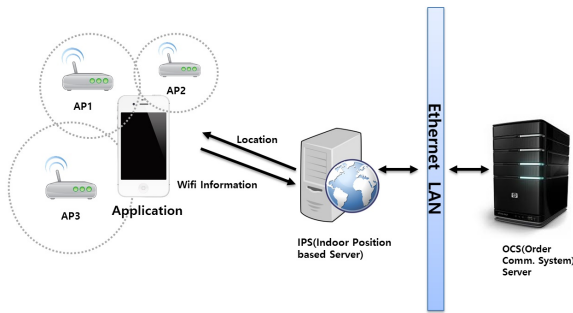 AP1
AP2
AP3
Application
Location
Wifi Information
IPS(Indoor Position
based Server)
Ethernet LAN
OCS(Order
Comm. System)
Server
hp